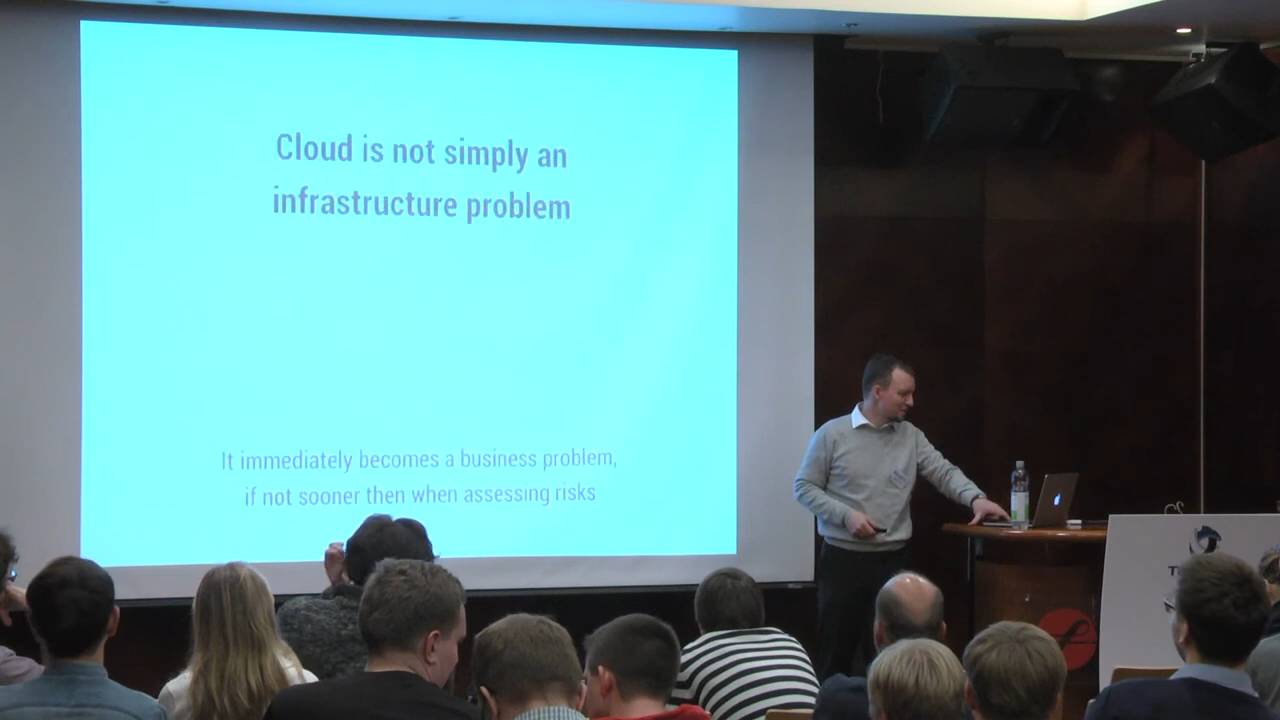 Cloud is not simply an
infrastructure problem
It immediately becomes a business problem,
if not sooner then when assessing risks